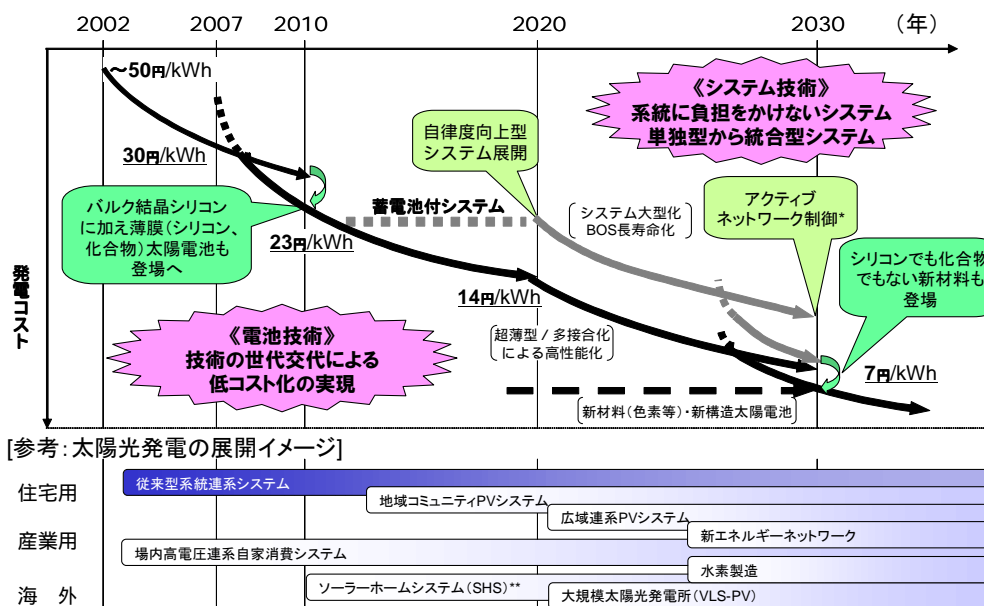 2002 2007 2010 2020 2030 （年）
～50円/kWh
《システム技術》
系統に負担をかけないシステム
単独型から統合型システム
自律度向上型
システム展開
30円/kWh
バルク結晶シリコン
に加え薄膜（シリコン、
化合物）太陽電池も
登場へ
蓄電池付システム
システム大型化
BOS長寿命化
アクティブ
ネットワーク制御*
23円/kWh
シリコンでも化合物
でもない新材料も
登場
発電コスト
14円/kWh
《電池技術》
技術の世代交代による
低コスト化の実現
超薄型/多接合化
による高性能化
7円/kWh
新材料（色素等）・新構造太陽電池
[参考：太陽光発電の展開イメージ]
住宅用
従来型系統連系システム
地域コミュニティPVシステム
広域連系PVシステム
産業用
新エネルギーネットワーク
場内高電圧連系自家消費システム
水素製造
海　外
ソーラーホームシステム（SHS）**
大規模太陽光発電所（VLS-PV）